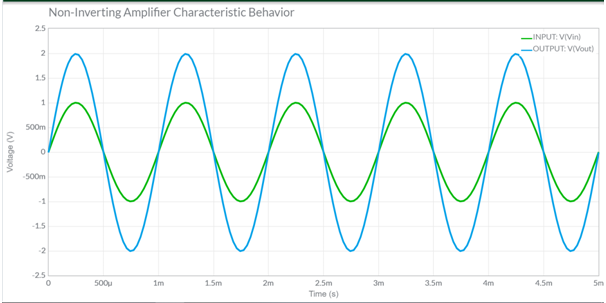 Non-Inverting Amplifier Characteristic Behavior
2.5
INPUT: V(Vin)
2
OUTPUT: V(Vout)
1.5
1
500m
0
-500m
-1
-1.5
-2
-2.5
Voltage (V)
0 500μ 1m 1.5m 2m 2.5m 3m 3.5m 4m 4.5m 5m
Time (s)